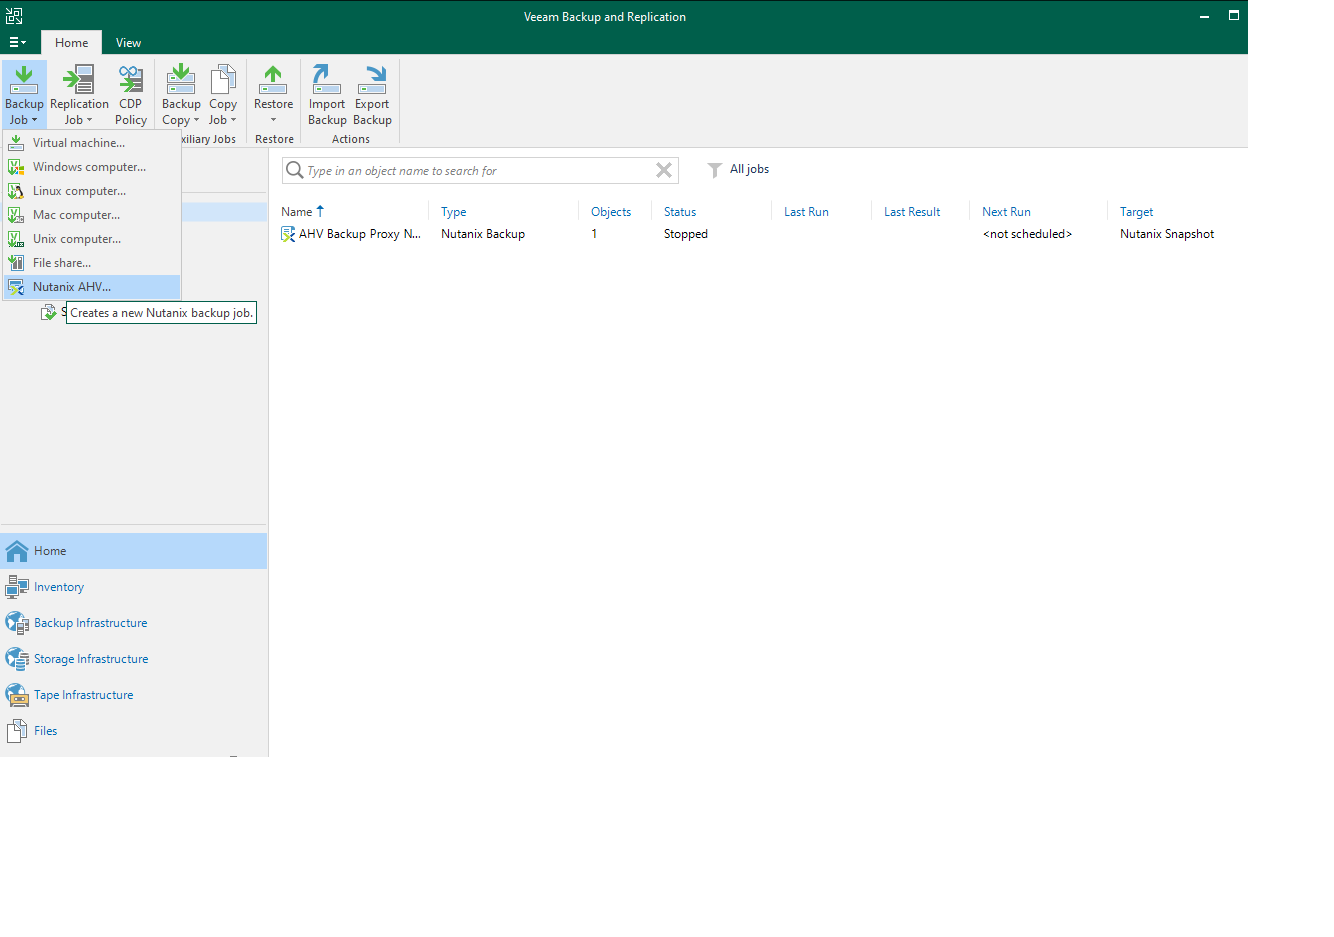 Veeam Backup and Replication
Home View
Backup Job
Replication Job
CDP Policy
Backup Copy
Copy Job
Restore
Import Backup
Export Backup
Jobs
Restore
Actions
Virtual machine...
Windows computer...
Linux computer...
Mac computer...
Unix computer...
File share...
Nutanix AHV...
S
Creates a new Nutanix backup job.
Type in an object name to search for
All jobs
Name Type Objects Status Last Run Last Result Next Run Target
AHV Backup Proxy N... Nutanix Backup 1 Stopped <not scheduled> Nutanix Snapshot
Home
Inventory
Backup Infrastructure
Storage Infrastructure
Tape Infrastructure
Files